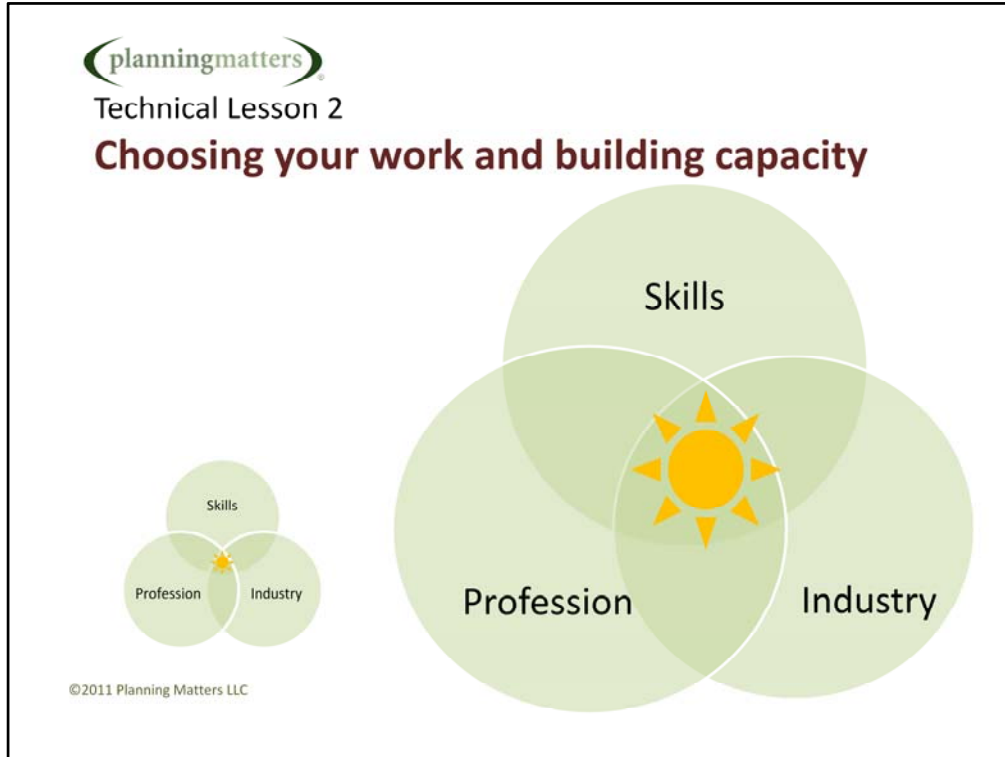 planningmatters
®
Technical Lesson 2
Choosing your work and building capacity
Skills
Profession
Industry
Skills
Profession
Industry
©2011 Planning Matters LLC